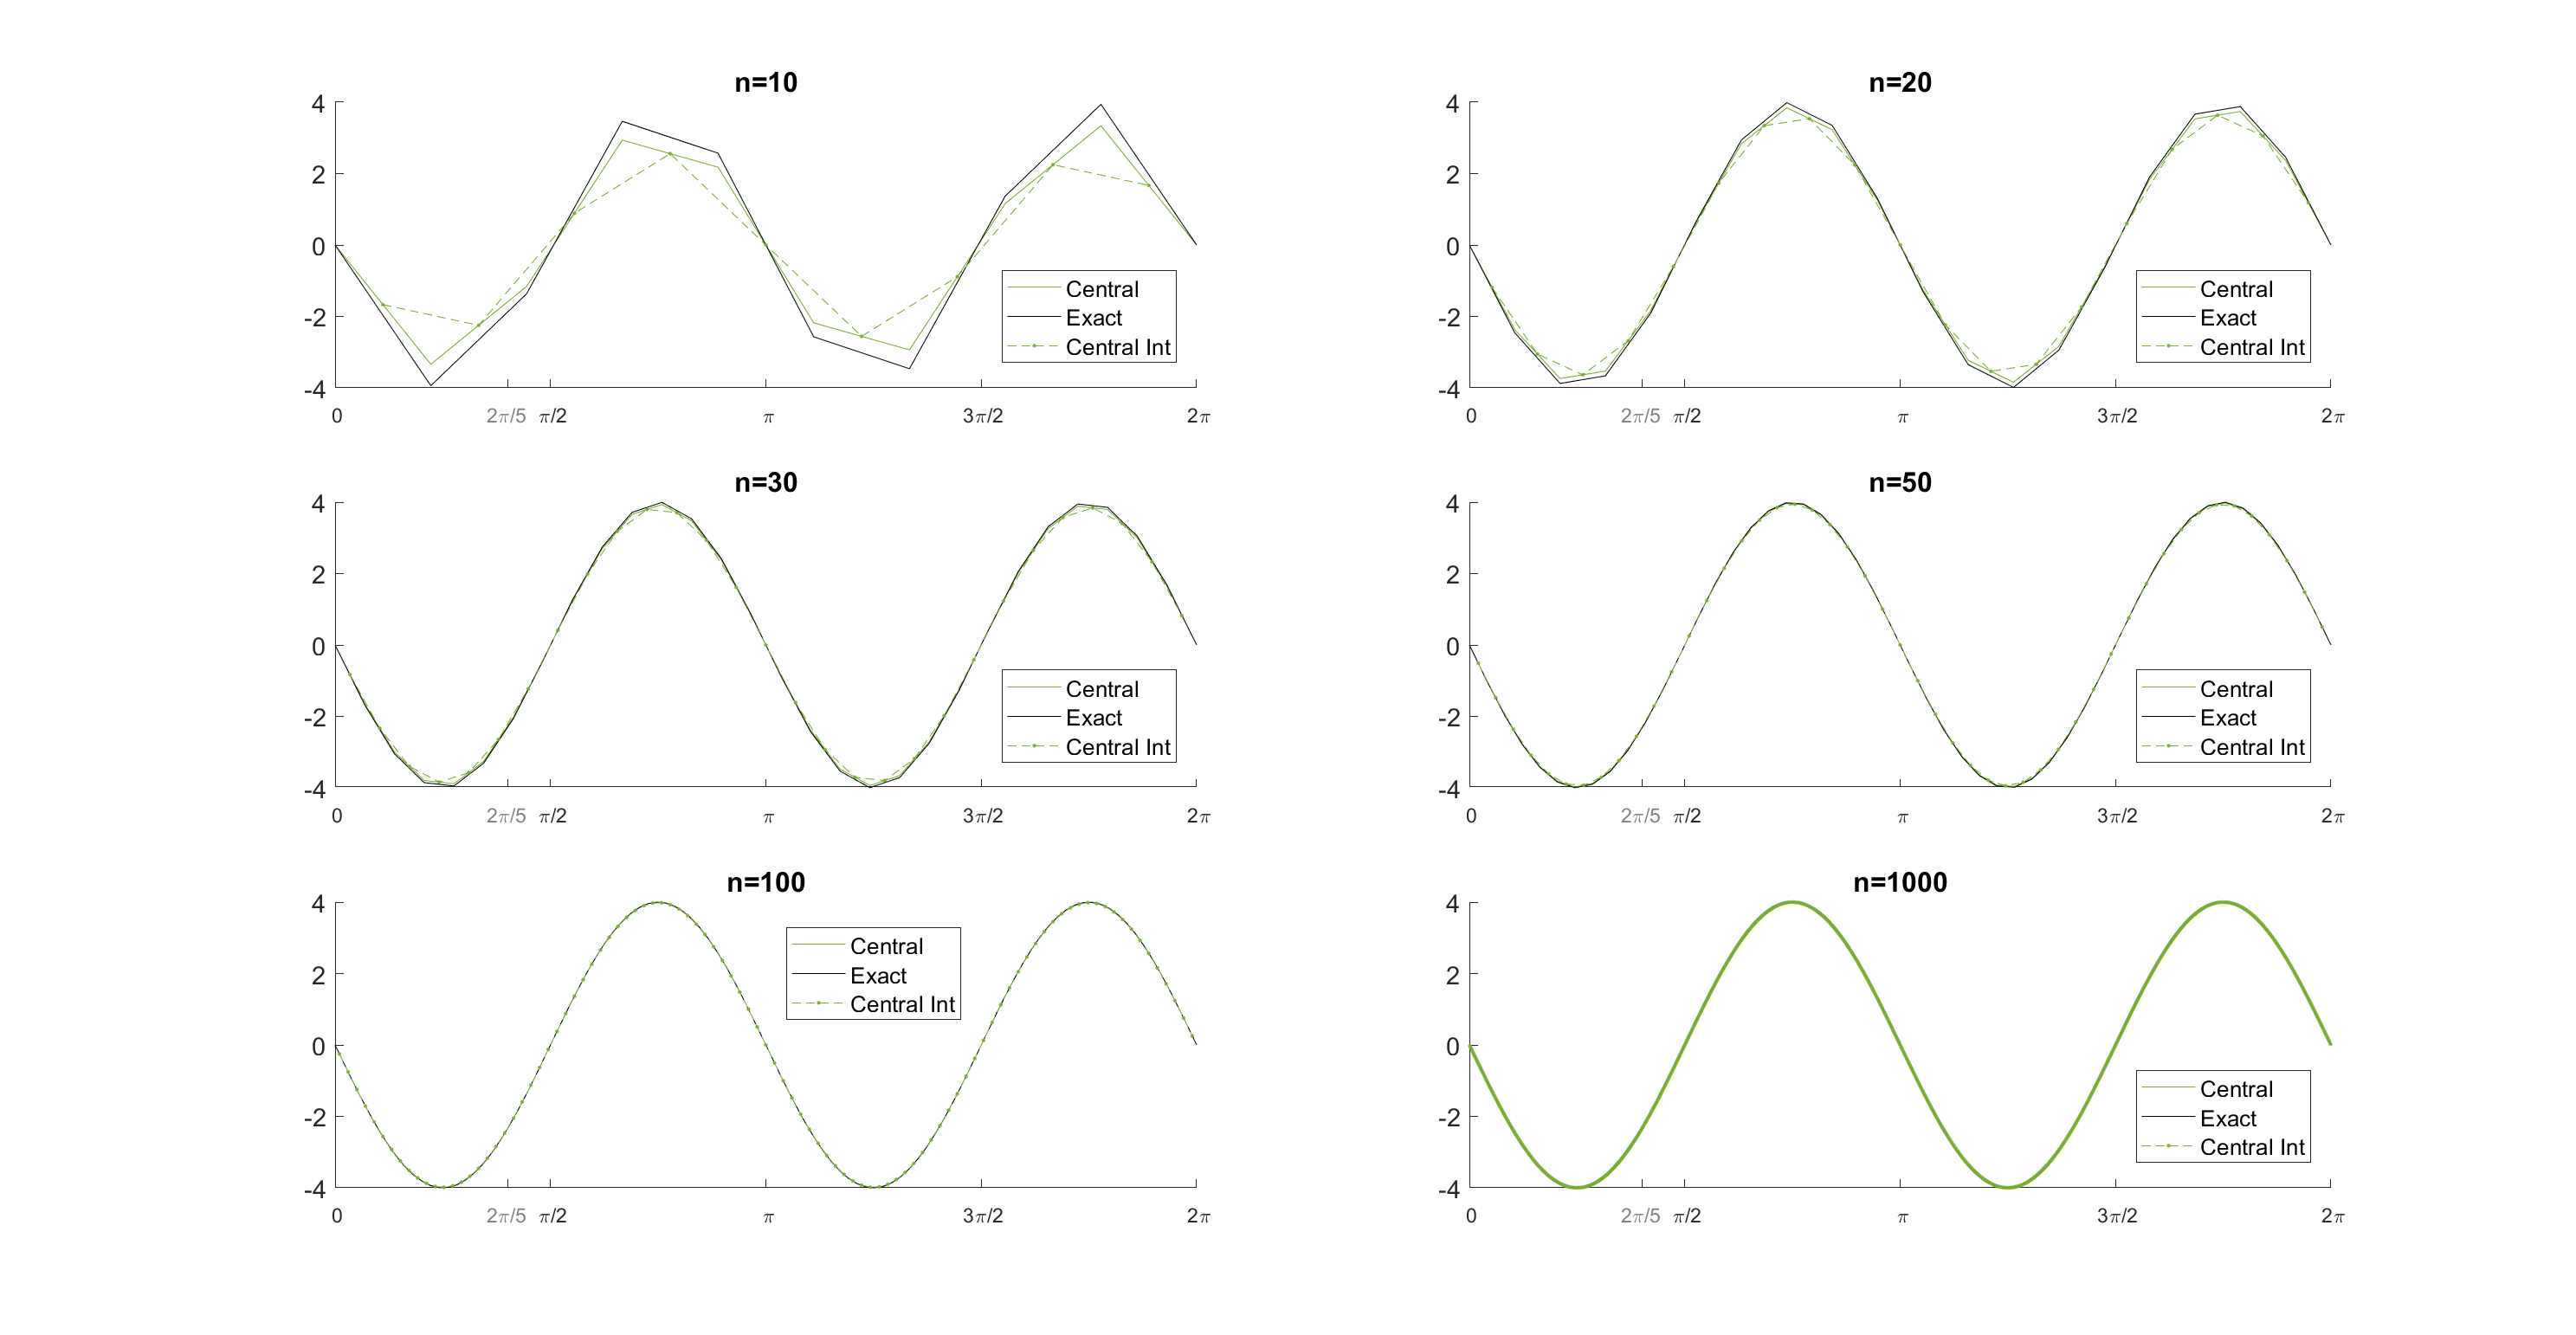 n=10
4
2
0
-2
-4
0 2π/5 π/2 π 3π/2 2π
Central
Exact
Central Int
n=20
4
2
0
-2
-4
0 2π/5 π/2 π 3π/2 2π
Central
Exact
Central Int
n=30
4
2
0
-2
-4
0 2π/5 π/2 π 3π/2 2π
Central
Exact
Central Int
n=50
4
2
0
-2
-4
0 2π/5 π/2 π 3π/2 2π
Central
Exact
Central Int
n=100
4
2
0
-2
-4
0 2π/5 π/2 π 3π/2 2π
Central
Exact
Central Int
n=1000
4
2
0
-2
-4
0 2π/5 π/2 π 3π/2 2π
Central
Exact
Central Int